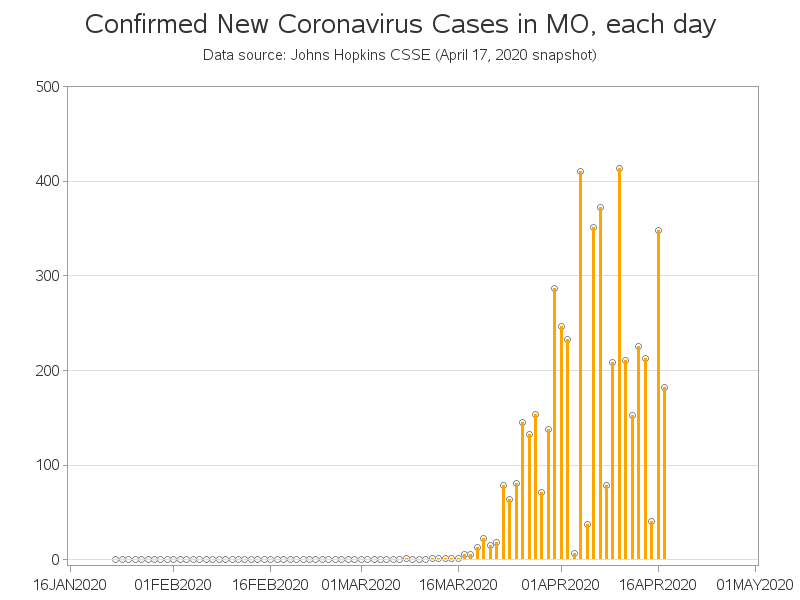 Confirmed New Coronavirus Cases in MO, each day
Data source: Johns Hopkins CSSE (April 17, 2020 snapshot)
500
400
300
200
100
0
16JAN2020 01FEB2020 16FEB2020 01MAR2020 16MAR2020 01APR2020 16APR2020 01MAY2020